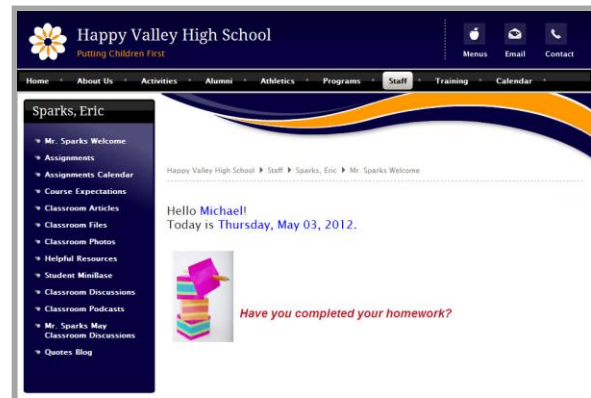 Happy Valley High School
Putting Children First
Menus Email Contact
Home About Us Activities Alumni Athletics Programs Staff Training Calendar
Sparks, Eric
Mr. Sparks Welcome
Assignments
Assignments Calendar
Course Expectations
Classroom Articles
Classroom Files
Classroom Photos
Helpful Resources
Student MiniBase
Classroom Discussions
Classroom Podcasts
Mr. Sparks May
Classroom Discussions
Quotes Blog
Happy Valley High School Staff Sparks, Eric Mr. Sparks Welcome
Hello Michael!
Today is Thursday, May 03, 2012.
Have you completed your homework?